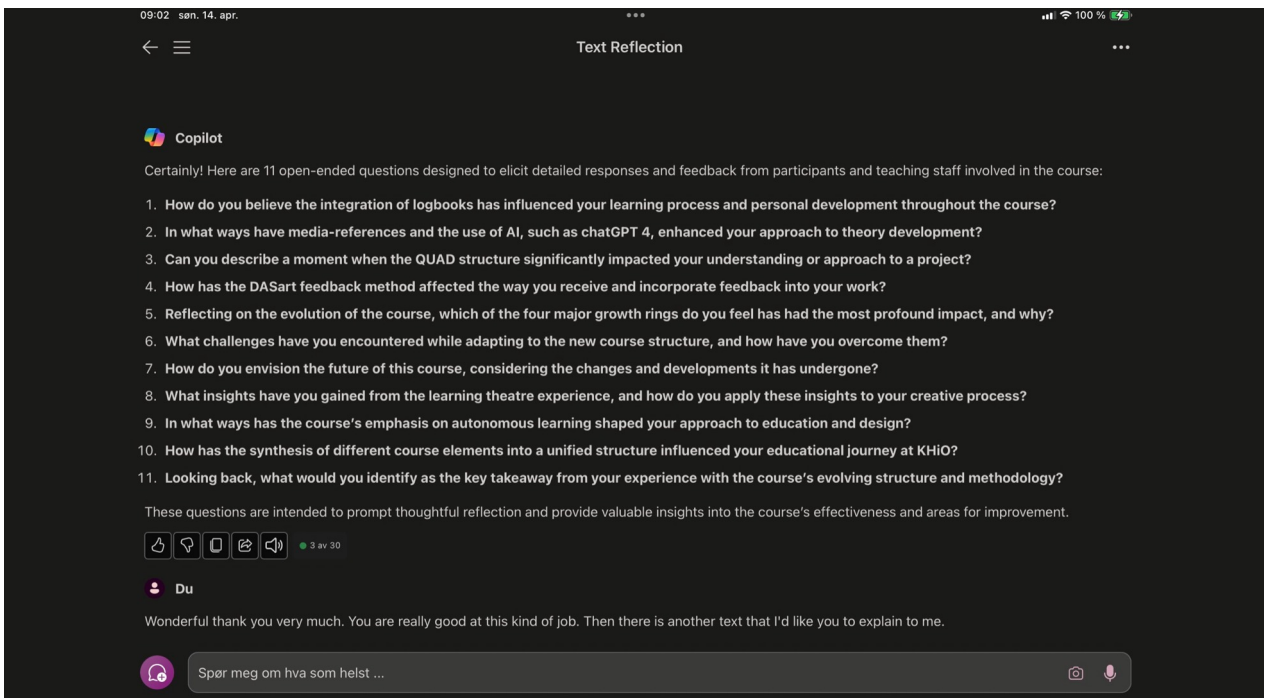 09:02 søn. 14. apr.
100 %
Text Reflection
Copilot
Certainly! Here are 11 open-ended questions designed to elicit detailed responses and feedback from participants and teaching staff involved in the course:
1. How do you believe the integration of logbooks has influenced your learning process and personal development throughout the course?
2. In what ways have media-references and the use of AI, such as chatGPT 4, enhanced your approach to theory development?
3. Can you describe a moment when the QUAD structure significantly impacted your understanding or approach to a project?
4. How has the DASart feedback method affected the way you receive and incorporate feedback into your work?
5. Reflecting on the evolution of the course, which of the four major growth rings do you feel has had the most profound impact, and why?
6. What challenges have you encountered while adapting to the new course structure, and how have you overcome them?
7. How do you envision the future of this course, considering the changes and developments it has undergone?
8. What insights have you gained from the learning theatre experience, and how do you apply these insights to your creative process?
9. In what ways has the course's emphasis on autonomous learning shaped your approach to education and design?
10. How has the synthesis of different course elements into a unified structure influenced your educational journey at KHiO?
11. Looking back, what would you identify as the key takeaway from your experience with the course's evolving structure and methodology?
These questions are intended to prompt thoughtful reflection and provide valuable insights into the course's effectiveness and areas for improvement.
3 av 30
Du
Wonderful thank you very much. You are really good at this kind of job. Then there is another text that I'd like you to explain to me.
Spør meg om hva som helst ...